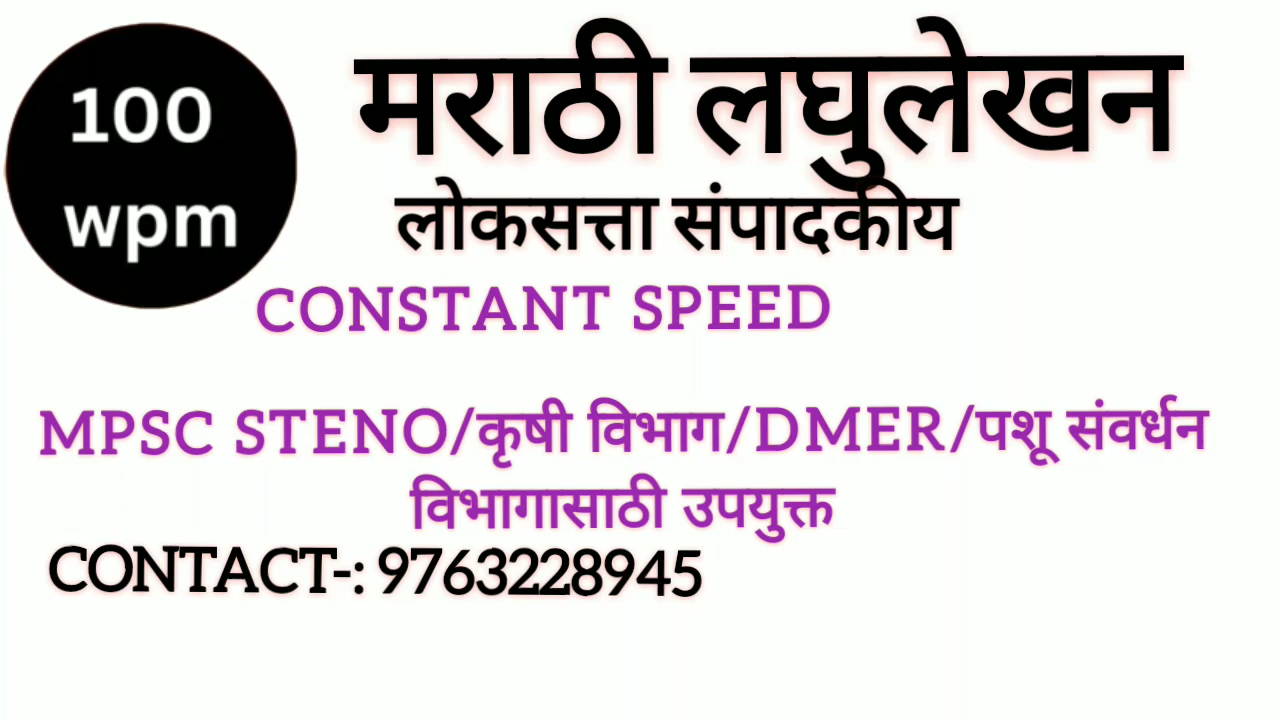 100
wpm
मराठी लघुलेखन
लोकसत्ता संपादकीय
CONSTANT SPEED
MPSC STENO/कृषी विभाग/DMER/पशू संवर्धन
विभागासाठी उपयुक्त
CONTACT-: 9763228945